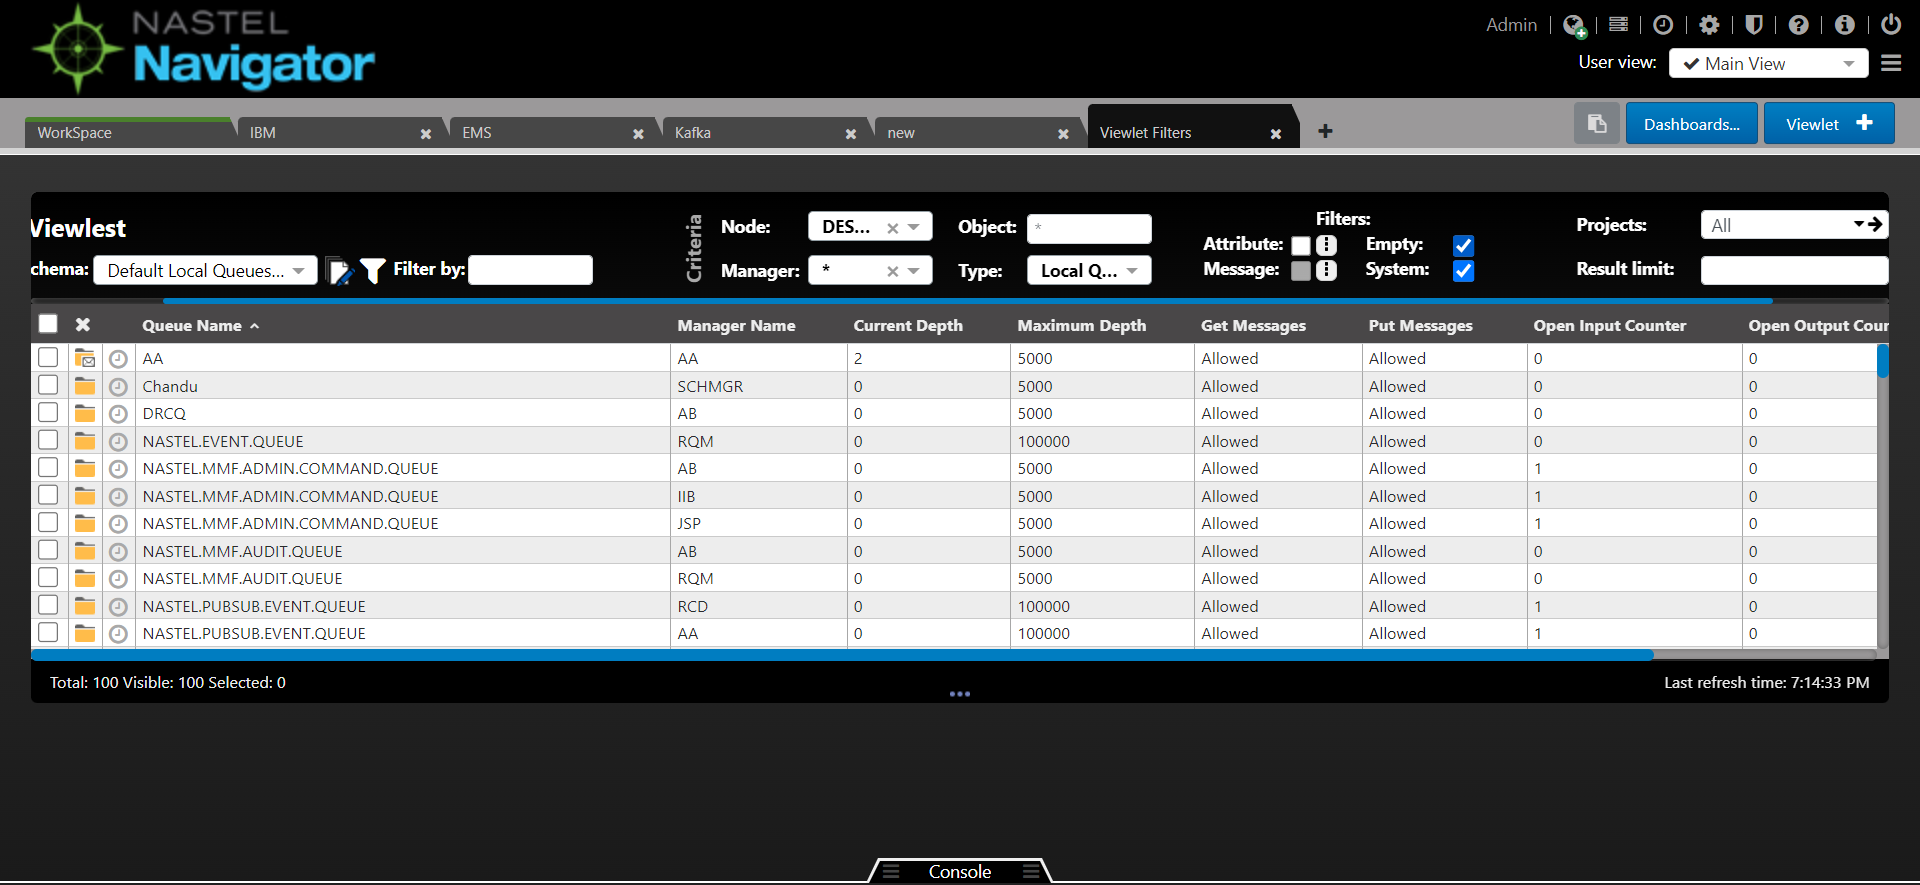 NASTEL
Navigator
Admin
User view:
Main View
WorkSpace
IBM
EMS
Kafka
new
Viewlet Filters
Dashboards...
Viewlet
Viewlest
chema:
Default Local Queues...
Filter by:
Criteria
Node:
DES...
Object:
*
Manager:
*
Type:
Local Q...
Filters:
Attribute:
Empty:
Message:
System:
Projects:
All
Result limit:
Queue Name Manager Name Current Depth Maximum Depth Get Messages Put Messages Open Input Counter Open Output Coun
AA AA 2 5000 Allowed Allowed 0 0
Chandu SCHMGR 0 5000 Allowed Allowed 0 0
DRCQ AB 0 5000 Allowed Allowed 0 0
NASTEL.EVENT.QUEUE RQM 0 100000 Allowed Allowed 0 0
NASTEL.MMF.ADMIN.COMMAND.QUEUE AB 0 5000 Allowed Allowed 1 0
NASTEL.MMF.ADMIN.COMMAND.QUEUE IIB 0 5000 Allowed Allowed 1 0
NASTEL.MMF.ADMIN.COMMAND.QUEUE JSP 0 5000 Allowed Allowed 1 0
NASTEL.MMF.AUDIT.QUEUE AB 0 5000 Allowed Allowed 0 0
NASTEL.MMF.AUDIT.QUEUE RQM 0 5000 Allowed Allowed 0 0
NASTEL.PUBSUB.EVENT.QUEUE RCD 0 100000 Allowed Allowed 1 0
NASTEL.PUBSUB.EVENT.QUEUE AA 0 100000 Allowed Allowed 1 0
Total: 100 Visible: 100 Selected: 0
Last refresh time: 7:14:33 PM
Console